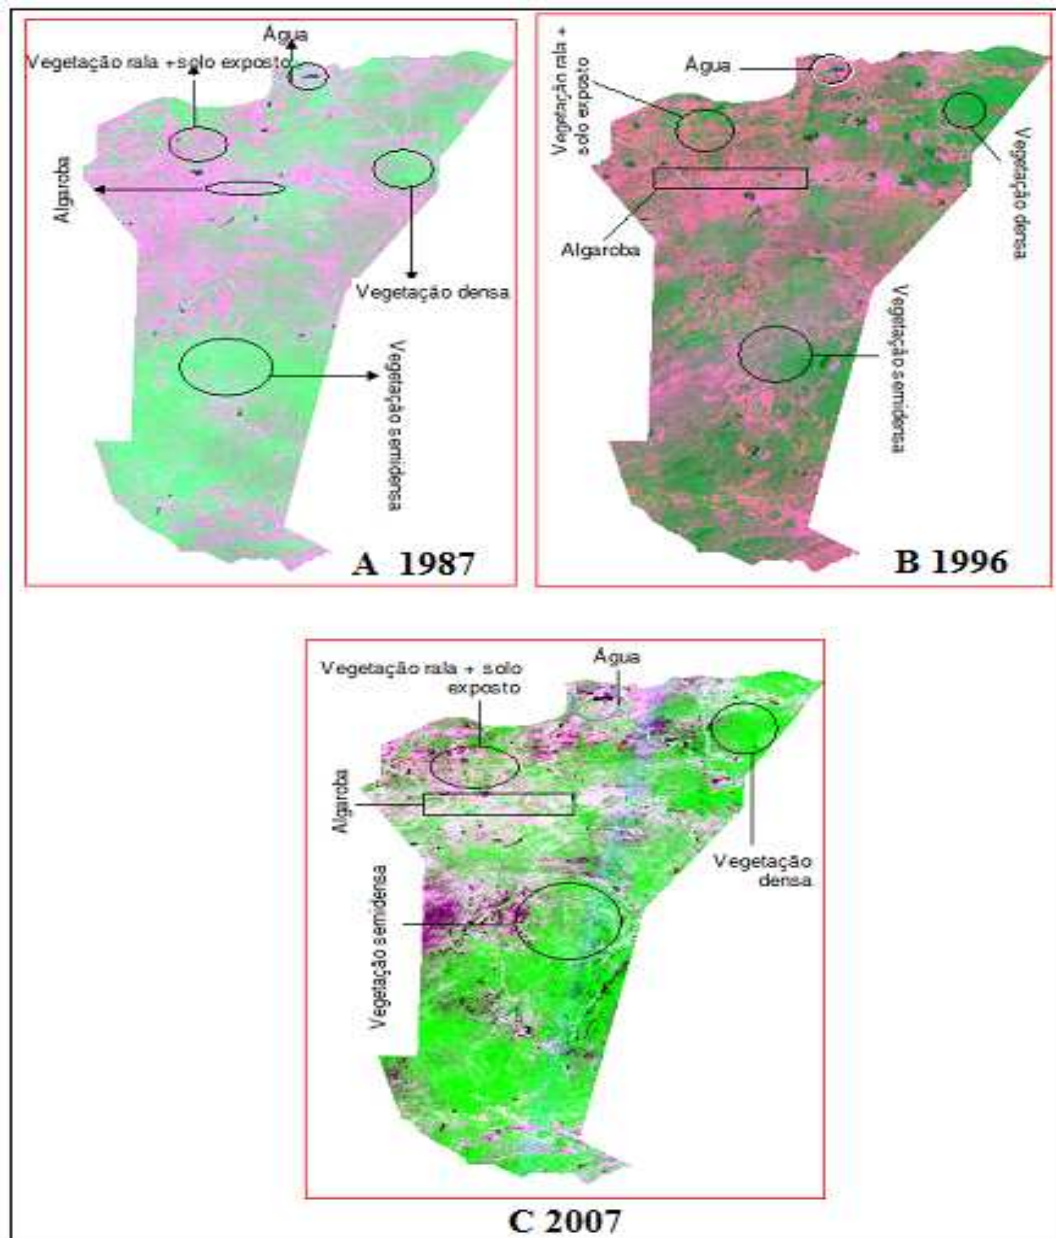 Água
Vegetação rala + solo exposto
Algaroba
Vegetação densa
Vegetação semidensa
A 1987
Vegetação rala +
solo exposto
Água
Vegetação densa
Algaroba
Vegetação semidensa
B 1996
Vegetação rala + solo
exposto
Água
Algaroba
Vegetação
densa
Vegetação semidensa
C 2007